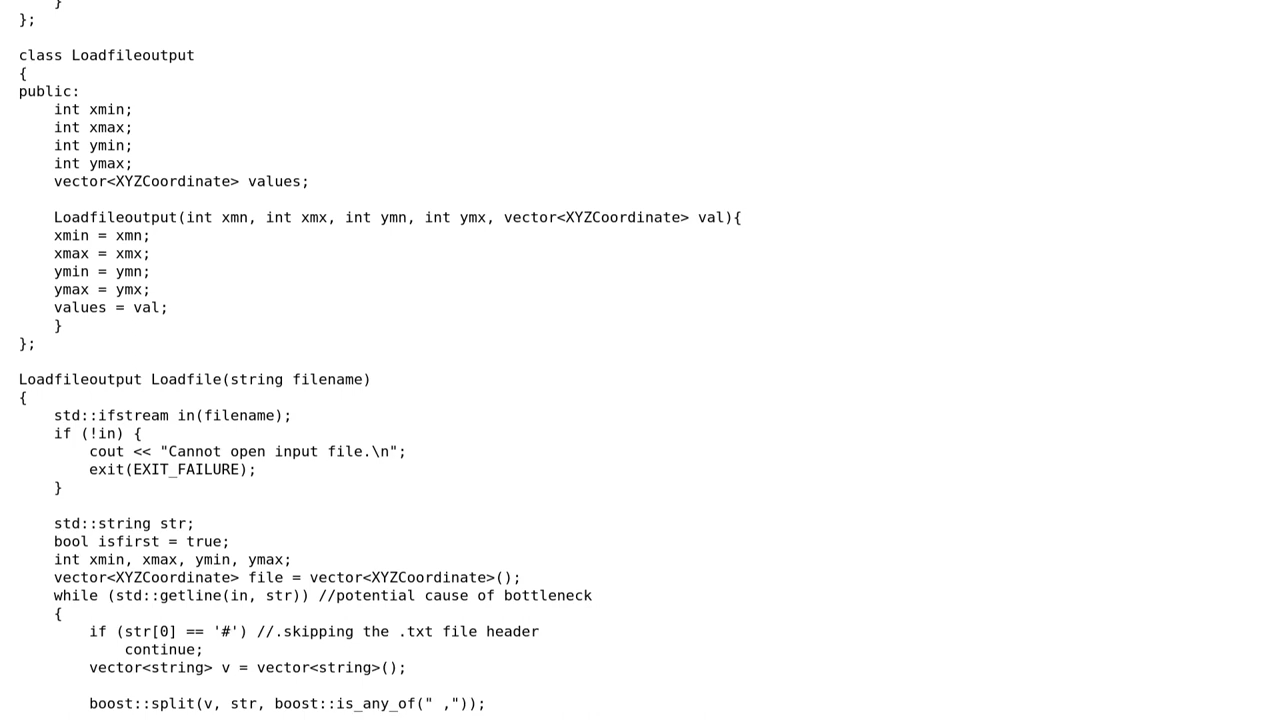 }
};
class Loadfileoutput
{
public:
int xmin;
int xmax;
int ymin;
int ymax;
vector<XYZCoordinate> values;
Loadfileoutput(int xmn, int xmx, int ymn, int ymx, vector<XYZCoordinate> val){
xmin = xmn;
xmax = xmx;
ymin = ymn;
ymax = ymx;
values = val;
}
};
Loadfileoutput Loadfile(string filename)
{
std::ifstream in(filename);
if (!in) {
cout << "Cannot open input file.\n";
exit(EXIT_FAILURE);
}
std::string str;
bool isfirst = true;
int xmin, xmax, ymin, ymax;
vector<XYZCoordinate> file = vector<XYZCoordinate>();
while (std::getline(in, str)) //potential cause of bottleneck
{
if (str[0] == '#') //.skipping the .txt file header
continue;
vector<string> v = vector<string>();
boost::split(v, str, boost::is_any_of(" ,"));